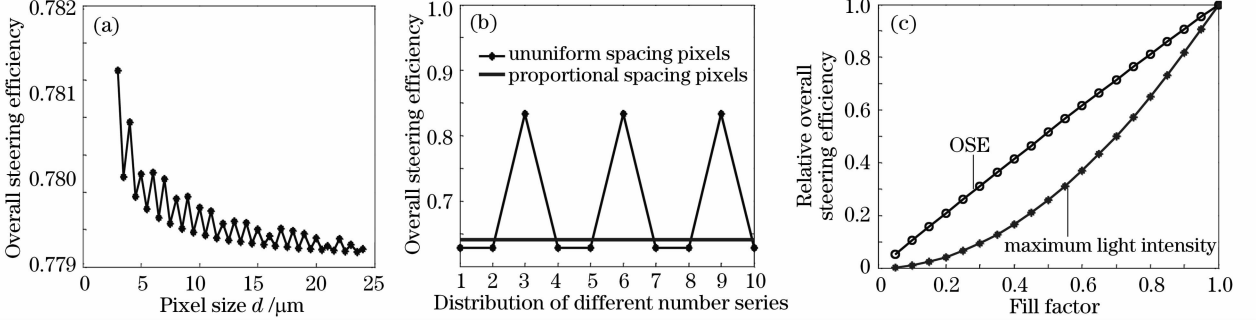 (a)
Overall steering efficiency
0.782
0.781
0.780
0.779
0 5 10 15 20 25
Pixel size d /μm
(b)
Overall steering efficiency
1.0
0.9
1.0
0.8
0.7
ununiform spacing pixels
proportional spacing pixels
1 2 3 4 5 6 7 8 9 10
Distribution of different number series
(c)
Relative overall
steering efficiency
1.0
0.8
0.6
0.4
0.2
0
OSE
maximum light intensity
0 0.2 0.4 0.6 0.8 1.0
Fill factor